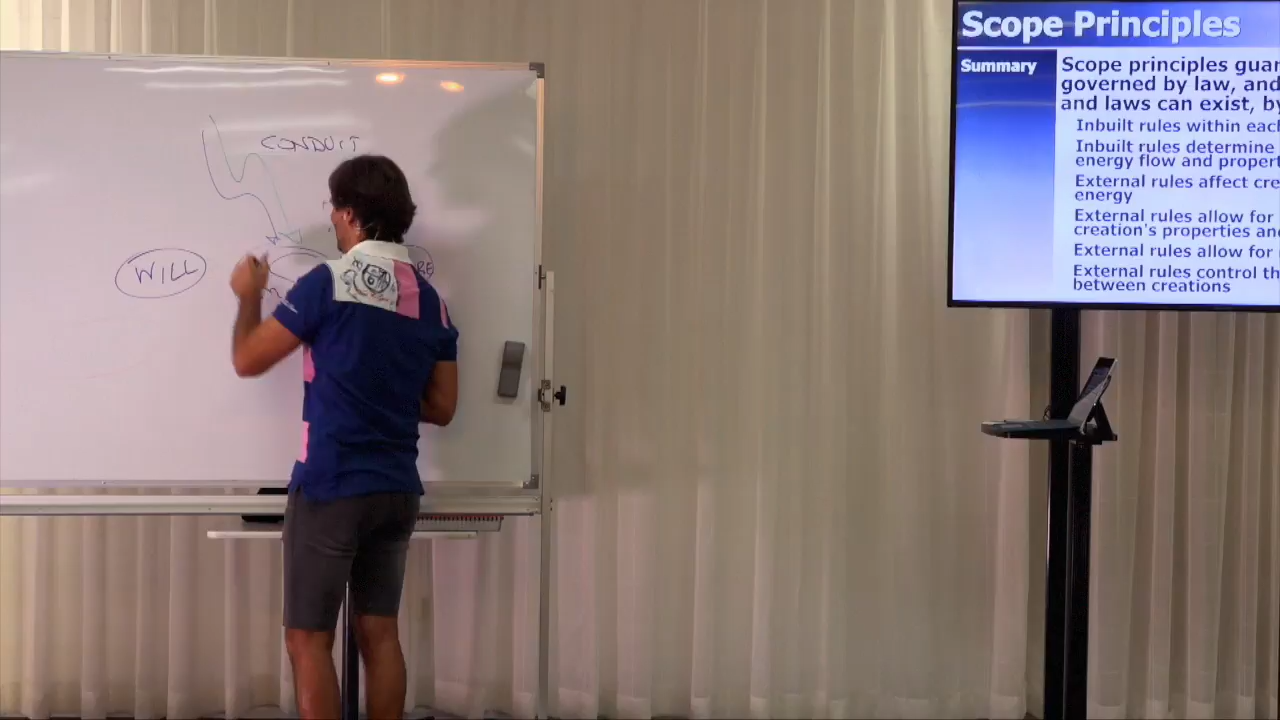 CONDUIT
WILL
Scope Principles
Summary
Scope principles guar
governed by law, and
and laws can exist, by
Inbuilt rules within each
Inbuilt rules determine
energy flow and propert
External rules affect cre
energy
External rules allow for
creation's properties and
External rules allow for
External rules control th
between creations